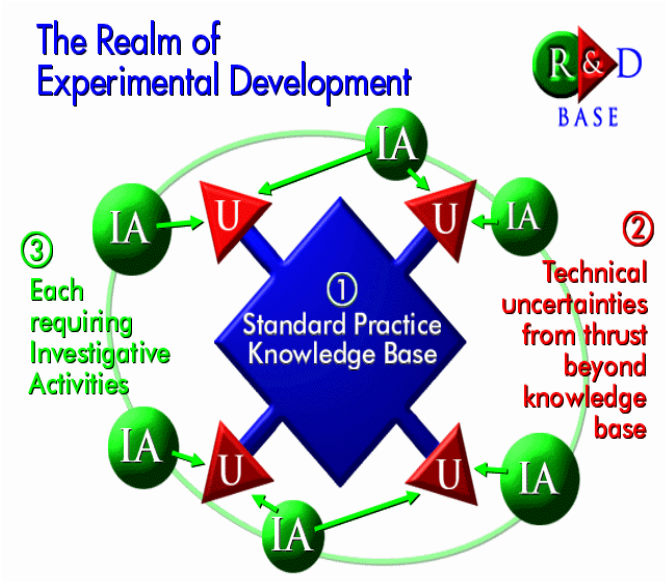 The Realm of
Experimental Development
R & D
BASE
IA
IA
U
U
IA
③
Each
requiring
Investigative
Activities
①
Standard Practice
Knowledge Base
②
Technical
uncertainties
from thrust
beyond
knowledge
base
IA
U
U
IA
IA